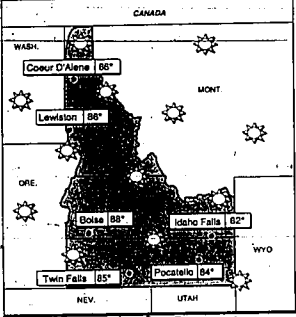 CANADA
WASH.
Coeur D'Alene 86°
MONT.
Lewiston 86°
ORE.
Boise 88°
Idaho Falls 82°
WYO
Twin Falls 85°
Pocatello 84°
NEV.
UTAH